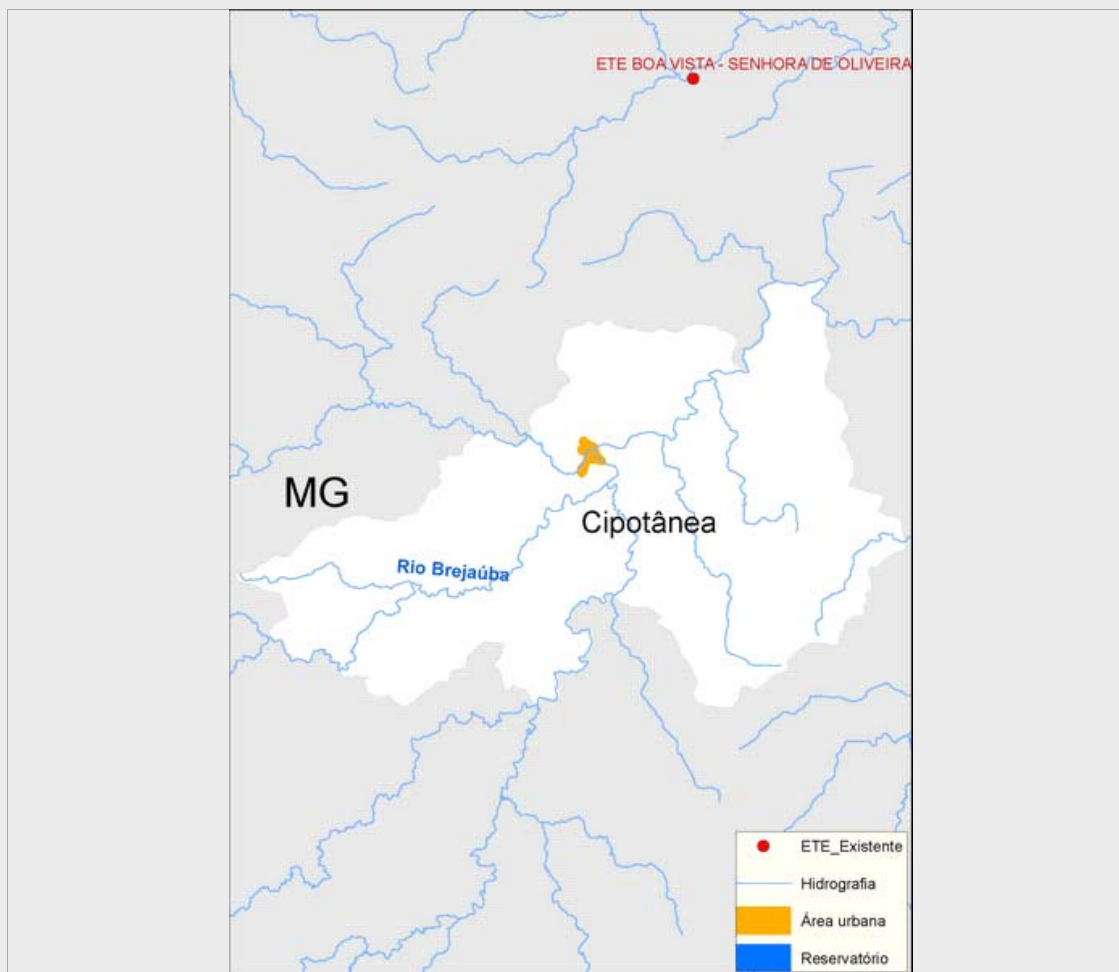 ETE BOA VISTA - SENHORA DE OLIVEIRA
MG
Cipotânea
Rio Brejaúba
ETE_Existente
Hidrografia
Área urbana
Reservatório